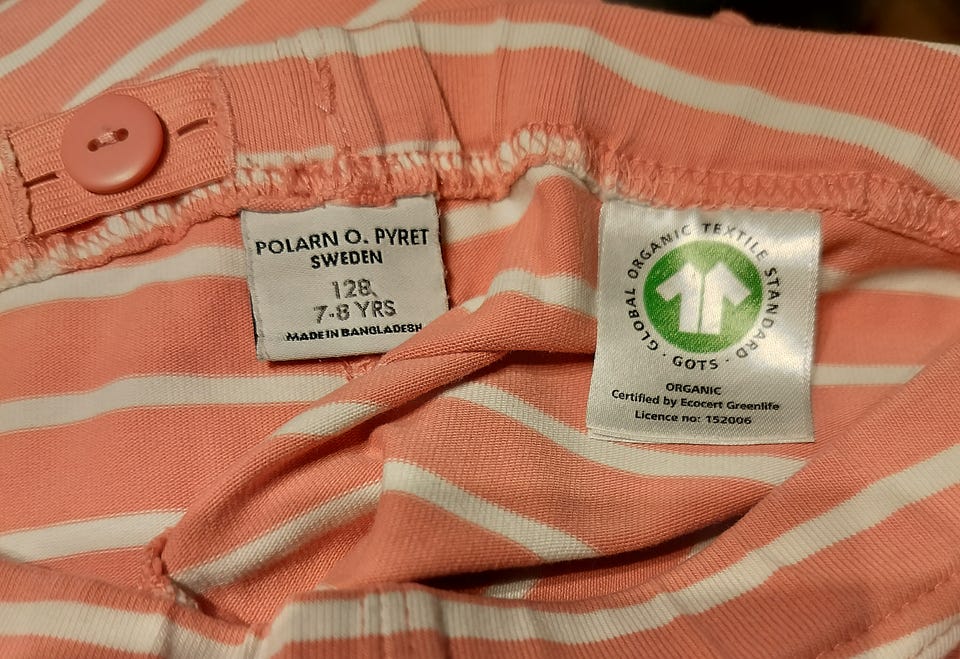 POLARN O. PYRET
SWEDEN
128
7-8 YRS
MADE IN BANGLADESH
GLOBAL ORGANIC TEXTILE STANDARD · GOTS ·
ORGANIC
Certified by Ecocert Greenlife
Licence no: 152006